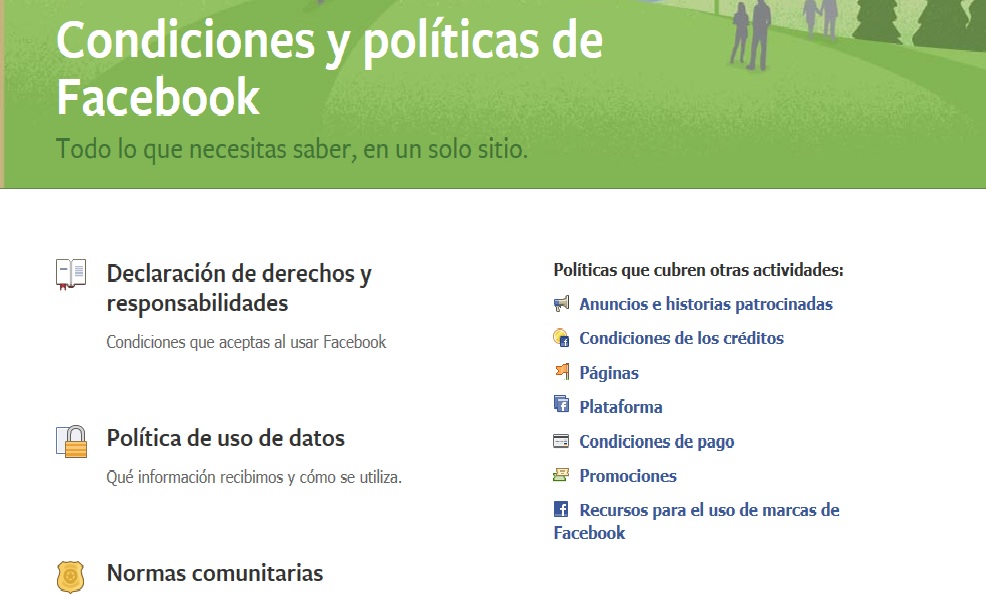 Condiciones y políticas de
Facebook
Todo lo que necesitas saber, en un solo sitio.
Declaración de derechos y
responsabilidades
Condiciones que aceptas al usar Facebook
Política de uso de datos
Qué información recibimos y cómo se utiliza.
Normas comunitarias
Políticas que cubren otras actividades:
Anuncios e historias patrocinadas
Condiciones de los créditos
Páginas
Plataforma
Condiciones de pago
Promociones
Recursos para el uso de marcas de
Facebook